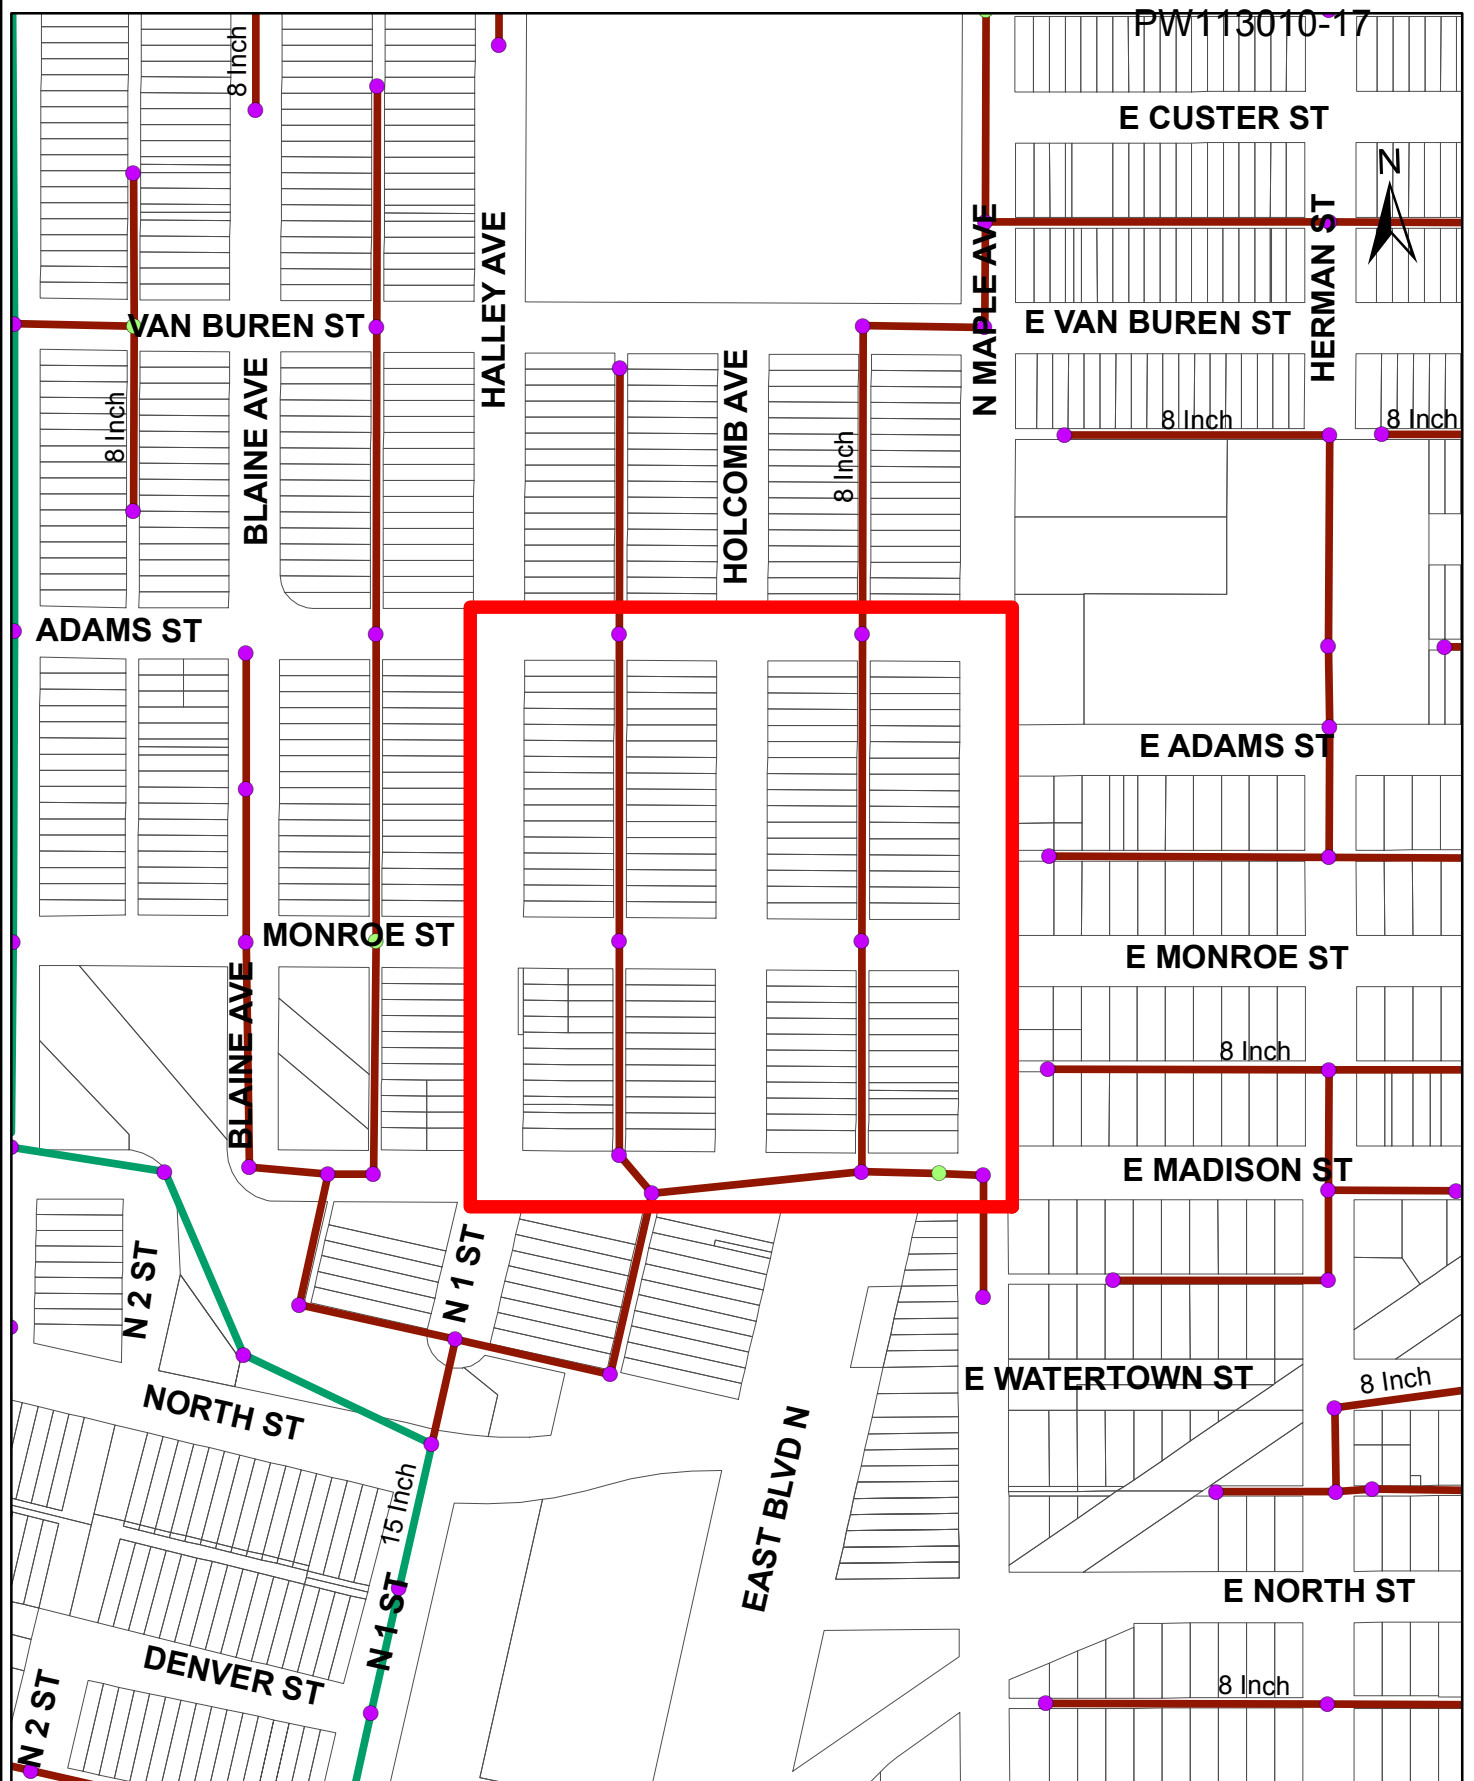 PW113010-17
8 Inch
E CUSTER ST
N
HALLEY AVE
N MAPLE AVE
HERMAN ST
VAN BUREN ST
E VAN BUREN ST
BLAINE AVE
HOLCOMB AVE
8 Inch
8 Inch
8 Inch
8 Inch
ADAMS ST
E ADAMS ST
MONROE ST
E MONROE ST
BLAINE AVE
8 Inch
E MADISON ST
N 2 ST
N 1 ST
E WATERTOWN ST
8 Inch
NORTH ST
EAST BLVD N
15 Inch
E NORTH ST
N 1 ST
DENVER ST
N 2 ST
8 Inch